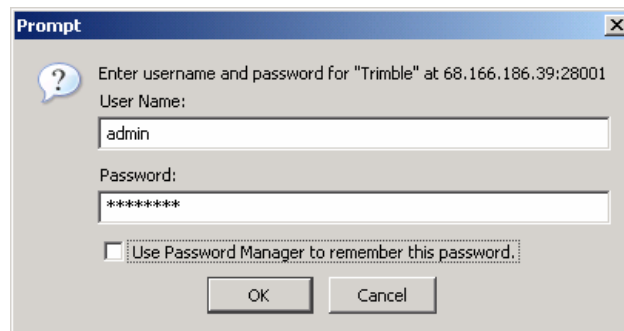 Prompt
Enter username and password for "Trimble" at 68.166.186.39:28001
User Name:
admin
Password:
********
Use Password Manager to remember this password.
OK
Cancel